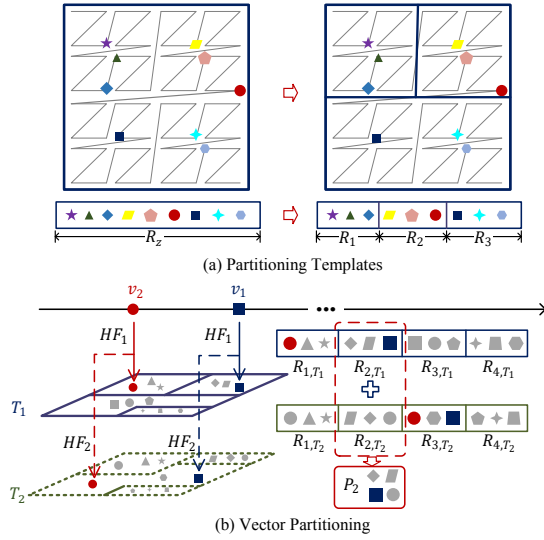 R_z
R_1 R_2 R_3
(a) Partitioning Templates
v_2 v_1 ...
HF_1 HF_1
R_{1,T_1} R_{2,T_1} R_{3,T_1} R_{4,T_1}
T_1
HF_2 HF_2
R_{1,T_2} R_{2,T_2} R_{3,T_2} R_{4,T_2}
T_2
P_2
(b) Vector Partitioning